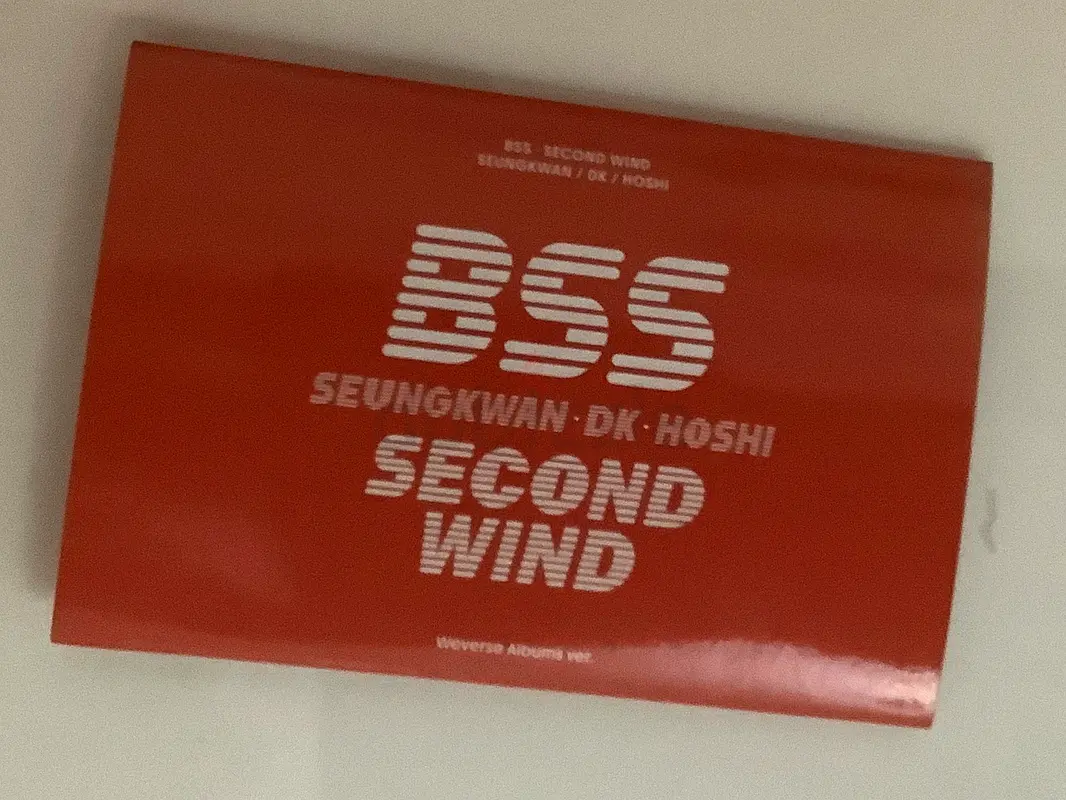 BSS SECOND WIND
SEUNGKWAN / DK / HOSHI
BSS
SEUNGKWAN · DK · HOSHI
SECOND
WIND
Weverse Albums ver.